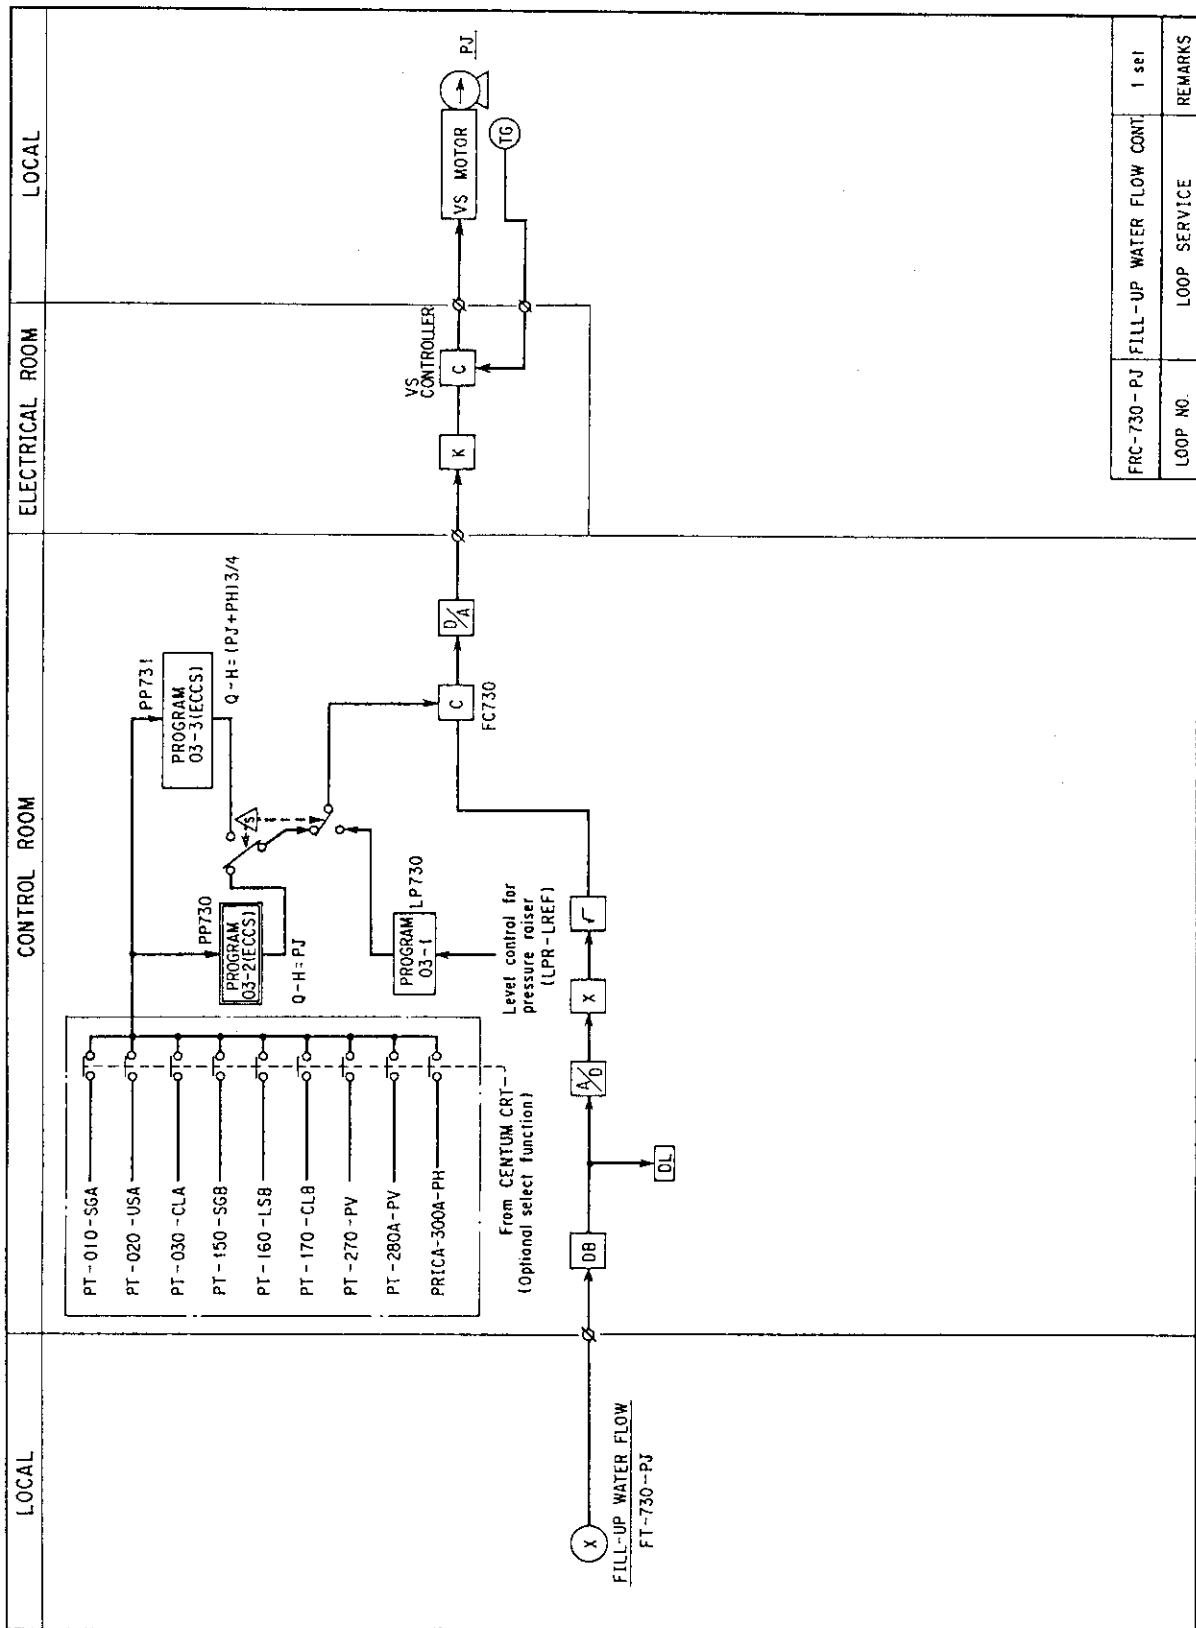 LOCAL
CONTROL ROOM
ELECTRICAL ROOM
LOCAL
PT-010-SGA
PT-020-USA
PT-030-CLA
PT-150-SGB
PT-160-LSB
PT-170-CLB
PT-270-PV
PT-280A-PV
PRICA-300A-PH
From CENTUM CRT
(Optional select function)
PP730
PROGRAM
03-2(ECCS)
Q-H=PJ
PP731
PROGRAM
03-3(ECCS)
Q-H=(PJ+PH)3/4
S
LP730
PROGRAM
03-1
Level control for
pressure raiser
(LPR-LREF)
X
FILL-UP WATER FLOW
FT-730-PJ
DB
DL
A/D
X
√
C
FC730
D/A
K
VS
CONTROLLER
C
VS MOTOR
PJ
TG
FRC-730-PJ
FILL-UP WATER FLOW CONT
1 set
LOOP NO.
LOOP SERVICE
REMARKS